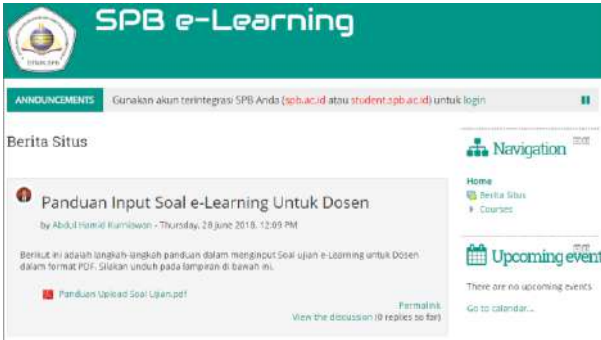 SPB e-Learning
ANNOUNCEMENTS Gunakan akun terintegrasi SPB Anda (spb.ac.id atau student.spb.ac.id) untuk login
Berita Situs
Panduan Input Soal e-Learning Untuk Dosen
by Abdul Hamid Kurniawan - Thursday, 28 June 2018, 12:09 PM
Berikut ini adalah langkah-langkah panduan dalam menginput Soal ujian e-Learning untuk Dosen
dalam format PDF. Silakan unduh pada lampiran di bawah ini.
Panduan Upload Soal Ujian.pdf
Permalink
View the discussion (0 replies so far)
Navigation
Home
Berita Situs
Courses
Upcoming event
There are no upcoming events
Go to calendar...